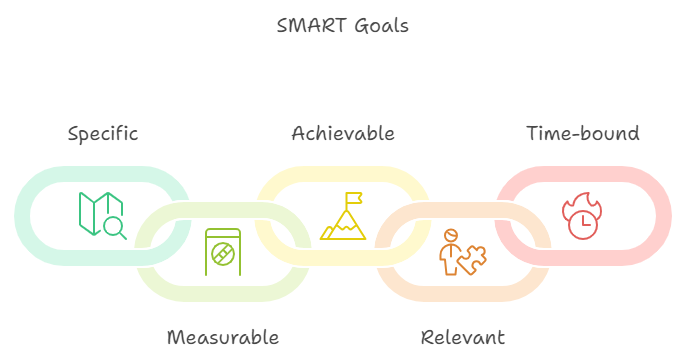 SMART Goals
Specific
Achievable
Time-bound
Measurable
Relevant